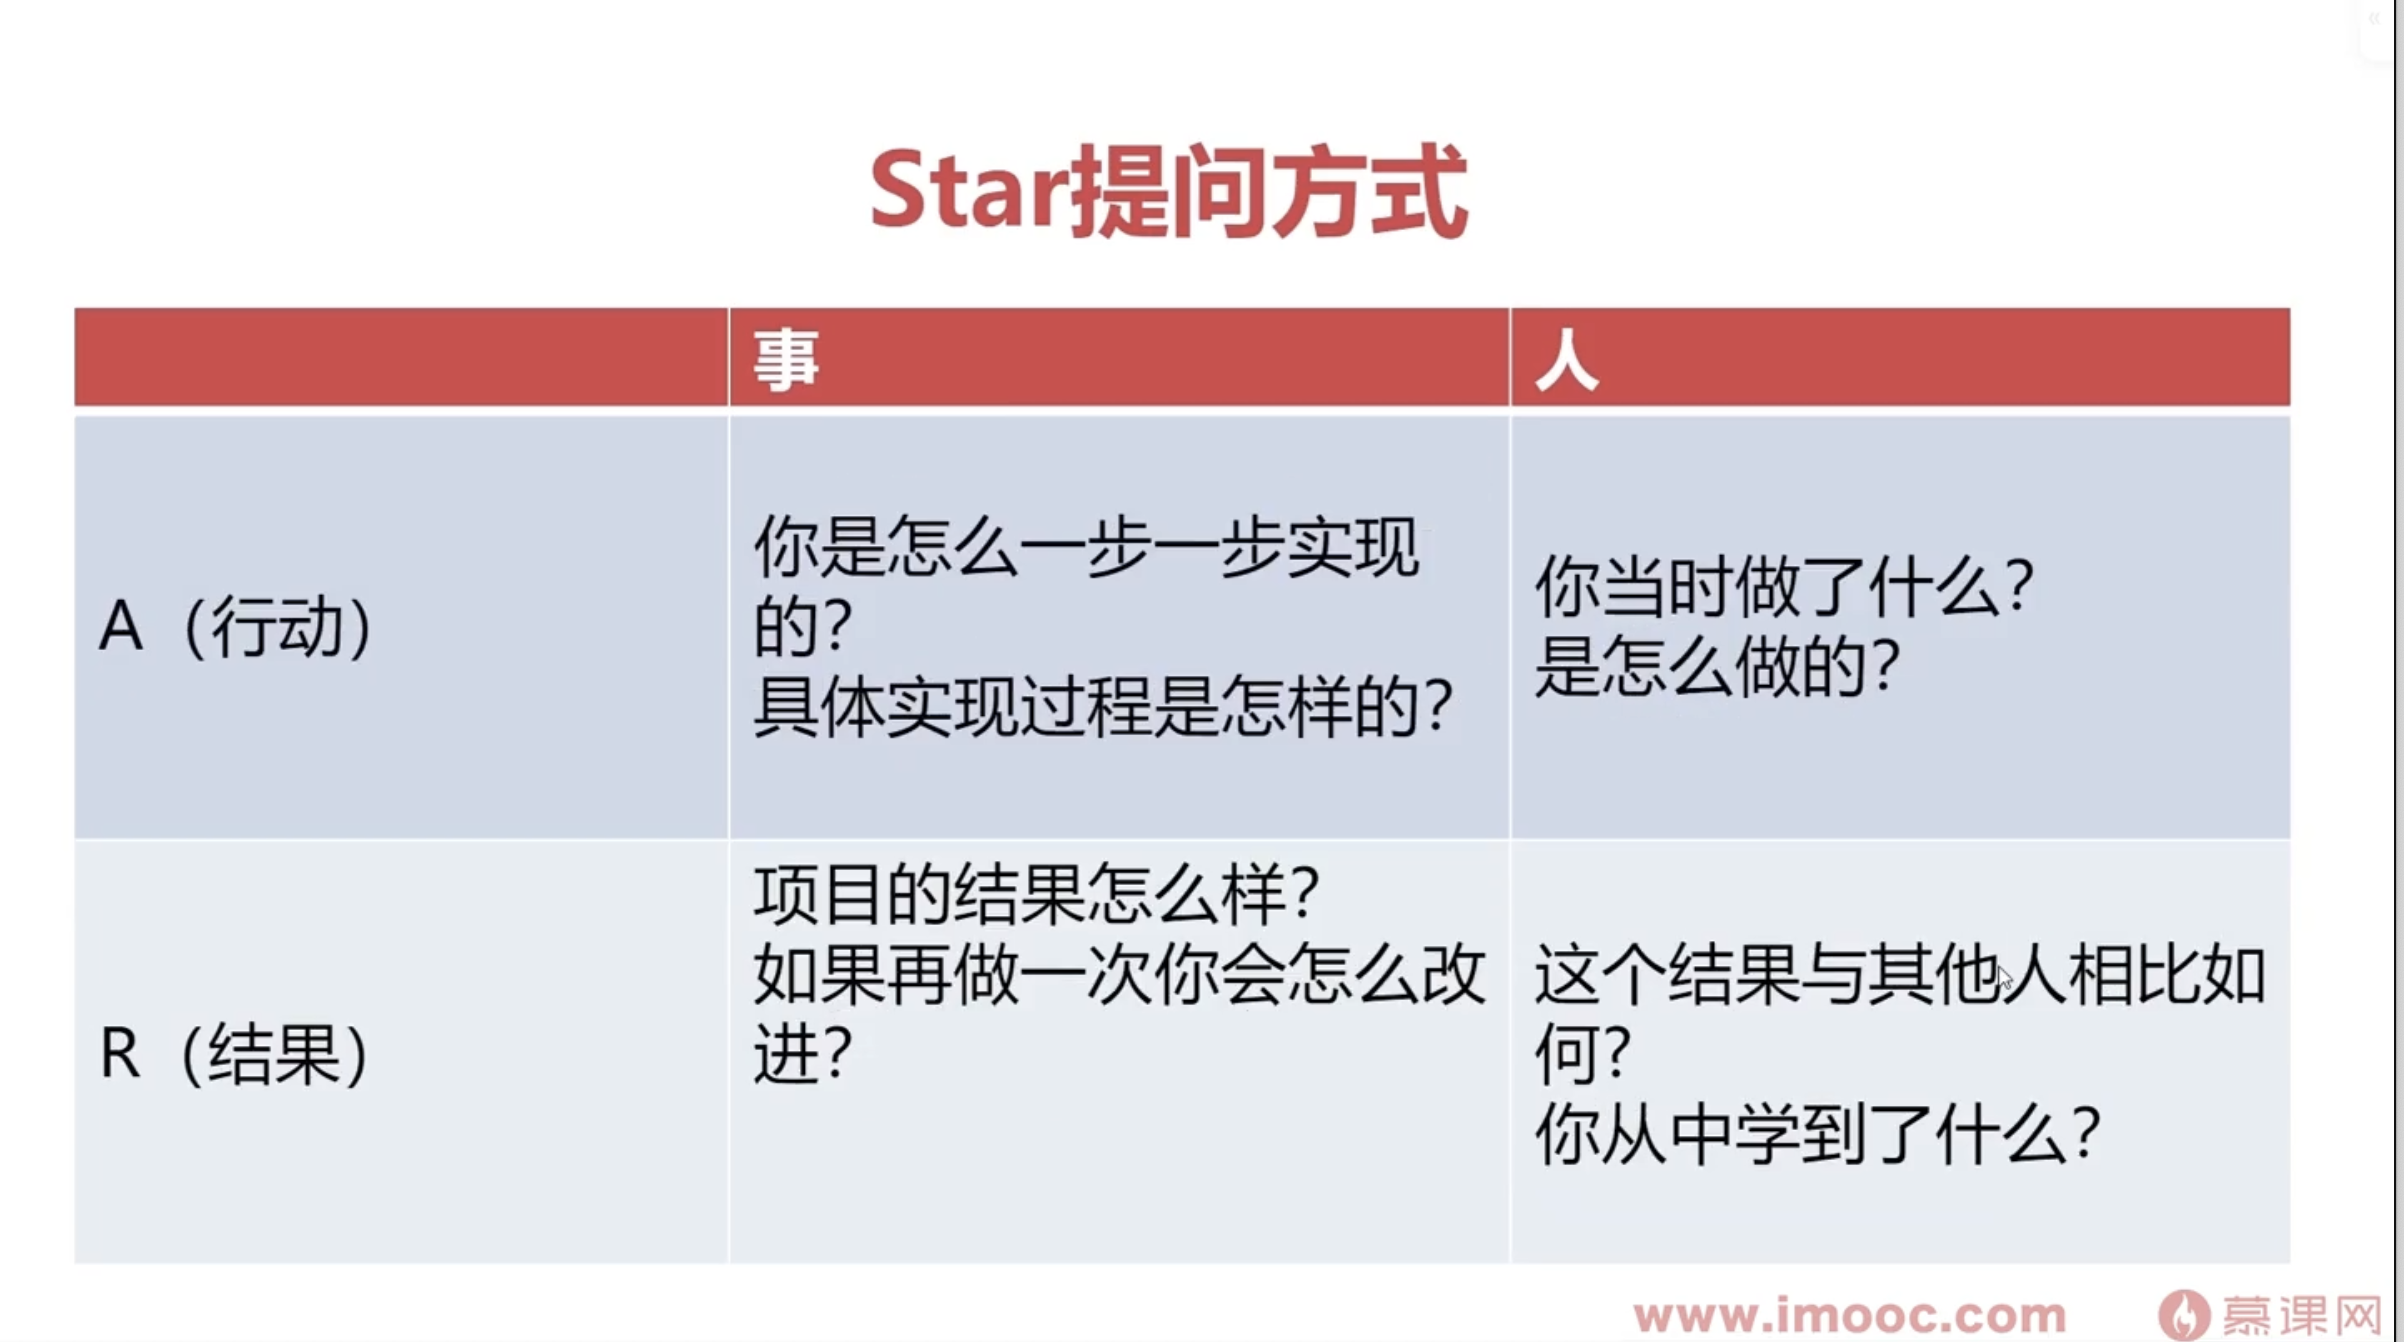 Star提问方式
事
人
A（行动）
你是怎么一步一步实现
的？
具体实现过程是怎样的？
你当时做了什么？
是怎么做的？
R（结果）
项目的结果怎么样？
如果再做一次你会怎么改
进？
这个结果与其他人相比如
何？
你从中学到了什么？
www.imooc.com
慕课网